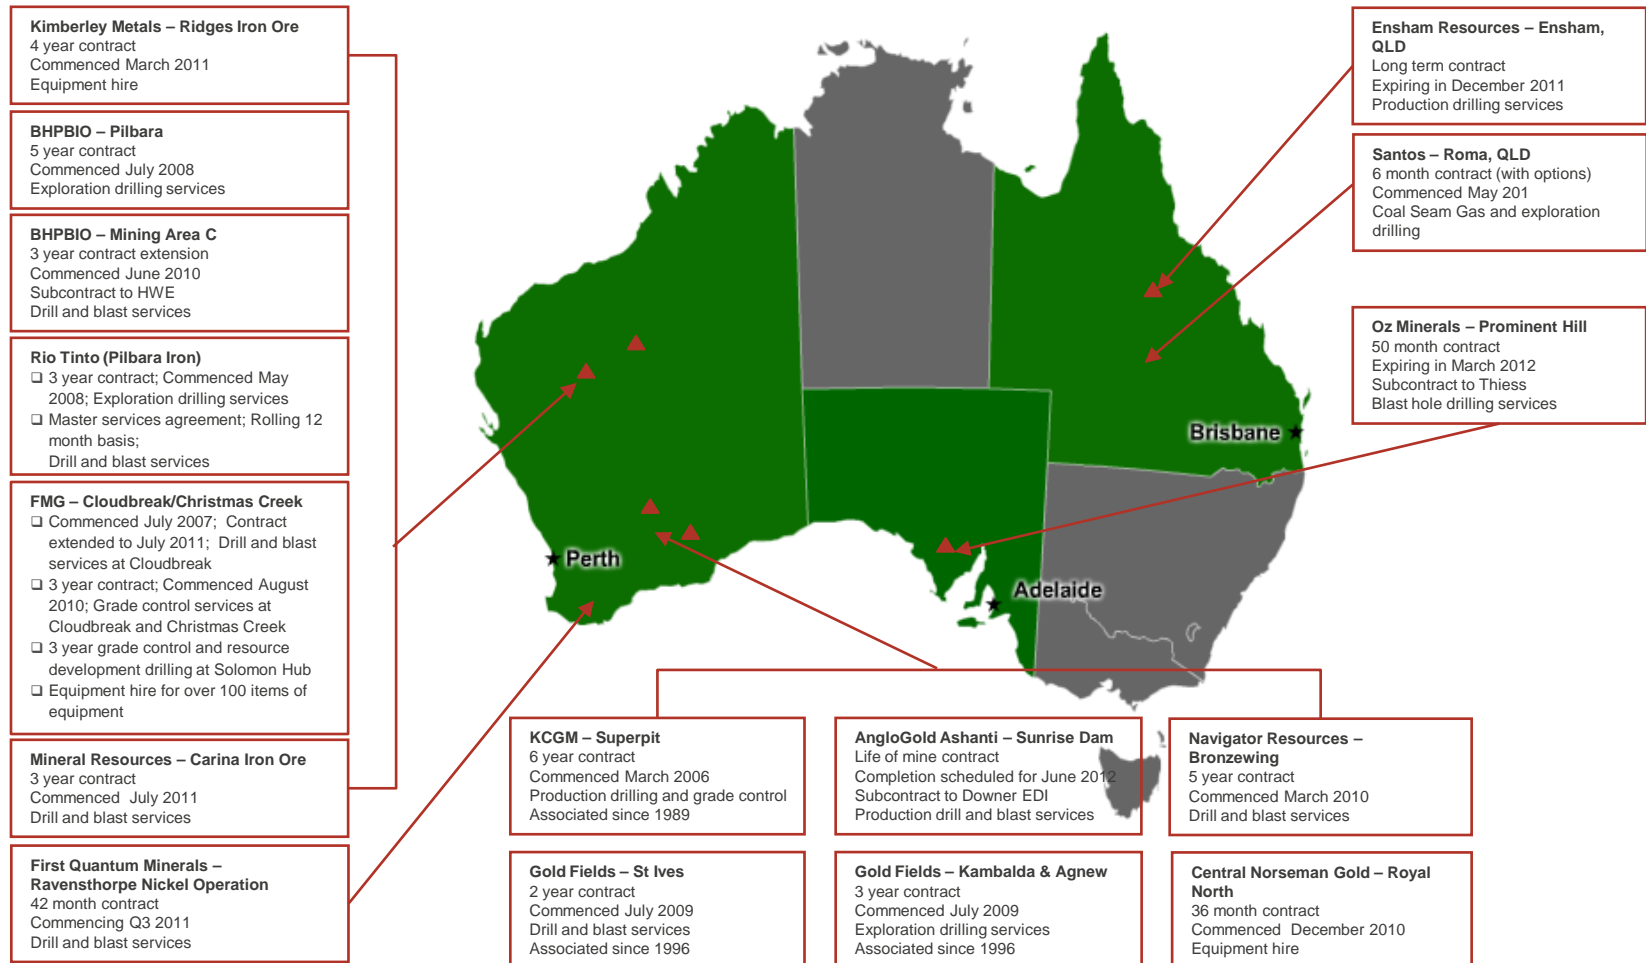 Kimberley Metals – Ridges Iron Ore
4 year contract
Commenced March 2011
Equipment hire
BHPBIO – Pilbara
5 year contract
Commenced July 2008
Exploration drilling services
BHPBIO – Mining Area C
3 year contract extension
Commenced June 2010
Subcontract to HWE
Drill and blast services
Rio Tinto (Pilbara Iron)
❑ 3 year contract; Commenced May
2008; Exploration drilling services
❑ Master services agreement; Rolling 12
month basis;
Drill and blast services
FMG – Cloudbreak/Christmas Creek
❑ Commenced July 2007; Contract
extended to July 2011; Drill and blast
services at Cloudbreak
❑ 3 year contract; Commenced August
2010; Grade control services at
Cloudbreak and Christmas Creek
❑ 3 year grade control and resource
development drilling at Solomon Hub
❑ Equipment hire for over 100 items of
equipment
Mineral Resources – Carina Iron Ore
3 year contract
Commenced July 2011
Drill and blast services
First Quantum Minerals –
Ravensthorpe Nickel Operation
42 month contract
Commencing Q3 2011
Drill and blast services
Perth
Adelaide
Brisbane
Ensham Resources – Ensham,
QLD
Long term contract
Expiring in December 2011
Production drilling services
Santos – Roma, QLD
6 month contract (with options)
Commenced May 201
Coal Seam Gas and exploration
drilling
Oz Minerals – Prominent Hill
50 month contract
Expiring in March 2012
Subcontract to Thiess
Blast hole drilling services
KCGM – Superpit
6 year contract
Commenced March 2006
Production drilling and grade control
Associated since 1989
AngloGold Ashanti – Sunrise Dam
Life of mine contract
Completion scheduled for June 2012
Subcontract to Downer EDI
Production drill and blast services
Navigator Resources –
Bronzewing
5 year contract
Commenced March 2010
Drill and blast services
Gold Fields – St Ives
2 year contract
Commenced July 2009
Drill and blast services
Associated since 1996
Gold Fields – Kambalda & Agnew
3 year contract
Commenced July 2009
Exploration drilling services
Associated since 1996
Central Norseman Gold – Royal
North
36 month contract
Commenced December 2010
Equipment hire